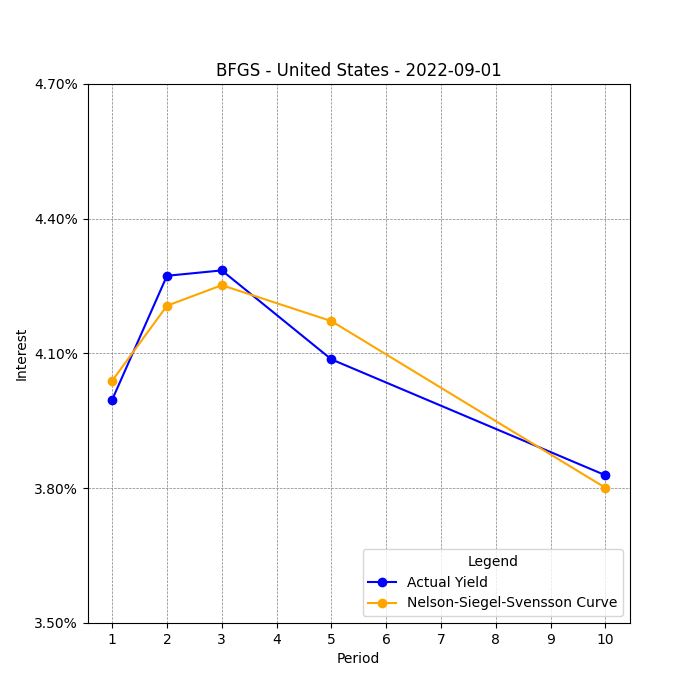 BFGS - United States - 2022-09-01
4.70%
4.40%
4.10%
3.80%
3.50%
Interest
1 2 3 4 5 6 7 8 9 10
Period
Legend
Actual Yield
Nelson-Siegel-Svensson Curve